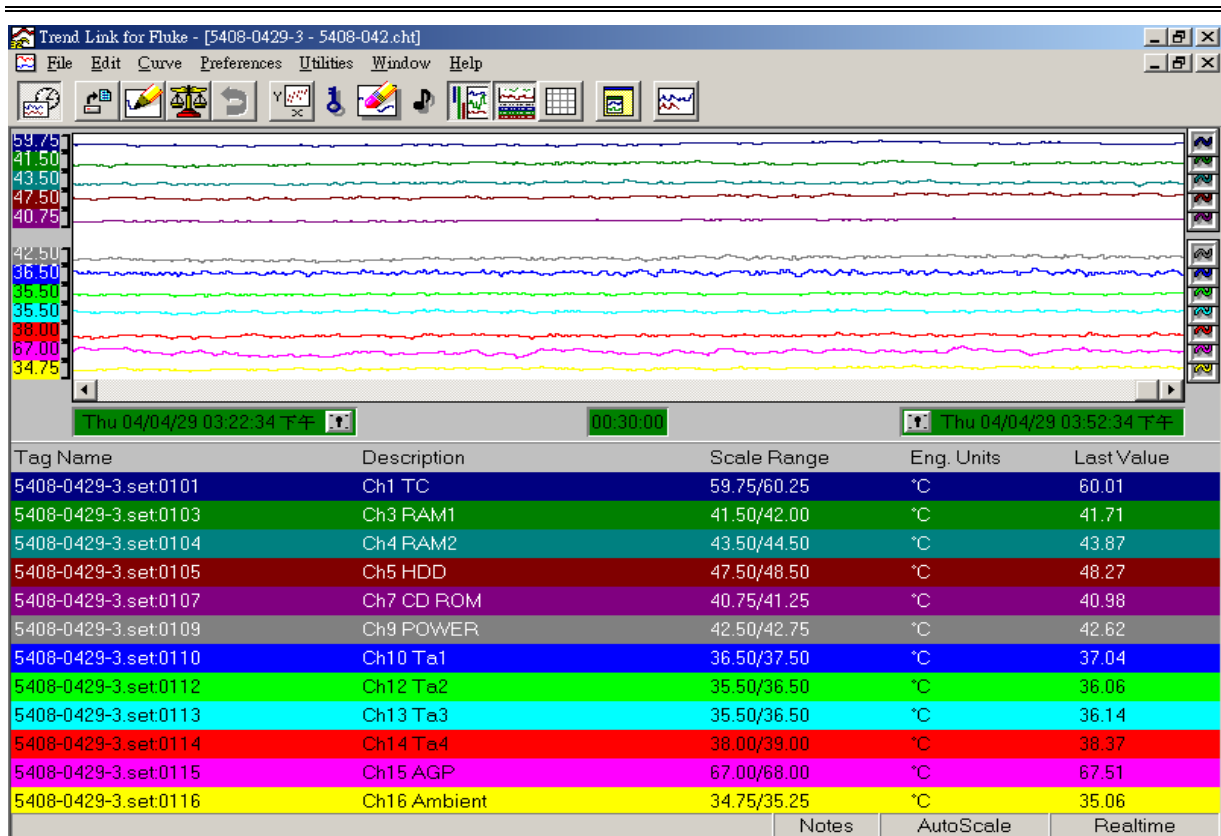 Trend Link for Fluke - [5408-0429-3 - 5408-042.cht]
File Edit Curve Preferences Utilities Window Help
59.75
41.50
43.50
47.50
40.75
42.50
36.50
35.50
35.50
38.00
67.00
34.75
Thu 04/04/29 03:22:34 下午 00:30:00 Thu 04/04/29 03:52:34 下午
Tag Name Description Scale Range Eng. Units Last Value
5408-0429-3.set:0101 Ch1 TC 59.75/60.25 °C 60.01
5408-0429-3.set:0103 Ch3 RAM1 41.50/42.00 °C 41.71
5408-0429-3.set:0104 Ch4 RAM2 43.50/44.50 °C 43.87
5408-0429-3.set:0105 Ch5 HDD 47.50/48.50 °C 48.27
5408-0429-3.set:0107 Ch7 CD ROM 40.75/41.25 °C 40.98
5408-0429-3.set:0109 Ch9 POWER 42.50/42.75 °C 42.62
5408-0429-3.set:0110 Ch10 Ta1 36.50/37.50 °C 37.04
5408-0429-3.set:0112 Ch12 Ta2 35.50/36.50 °C 36.06
5408-0429-3.set:0113 Ch13 Ta3 35.50/36.50 °C 36.14
5408-0429-3.set:0114 Ch14 Ta4 38.00/39.00 °C 38.37
5408-0429-3.set:0115 Ch15 AGP 67.00/68.00 °C 67.51
5408-0429-3.set:0116 Ch16 Ambient 34.75/35.25 °C 35.06
Notes AutoScale Realtime